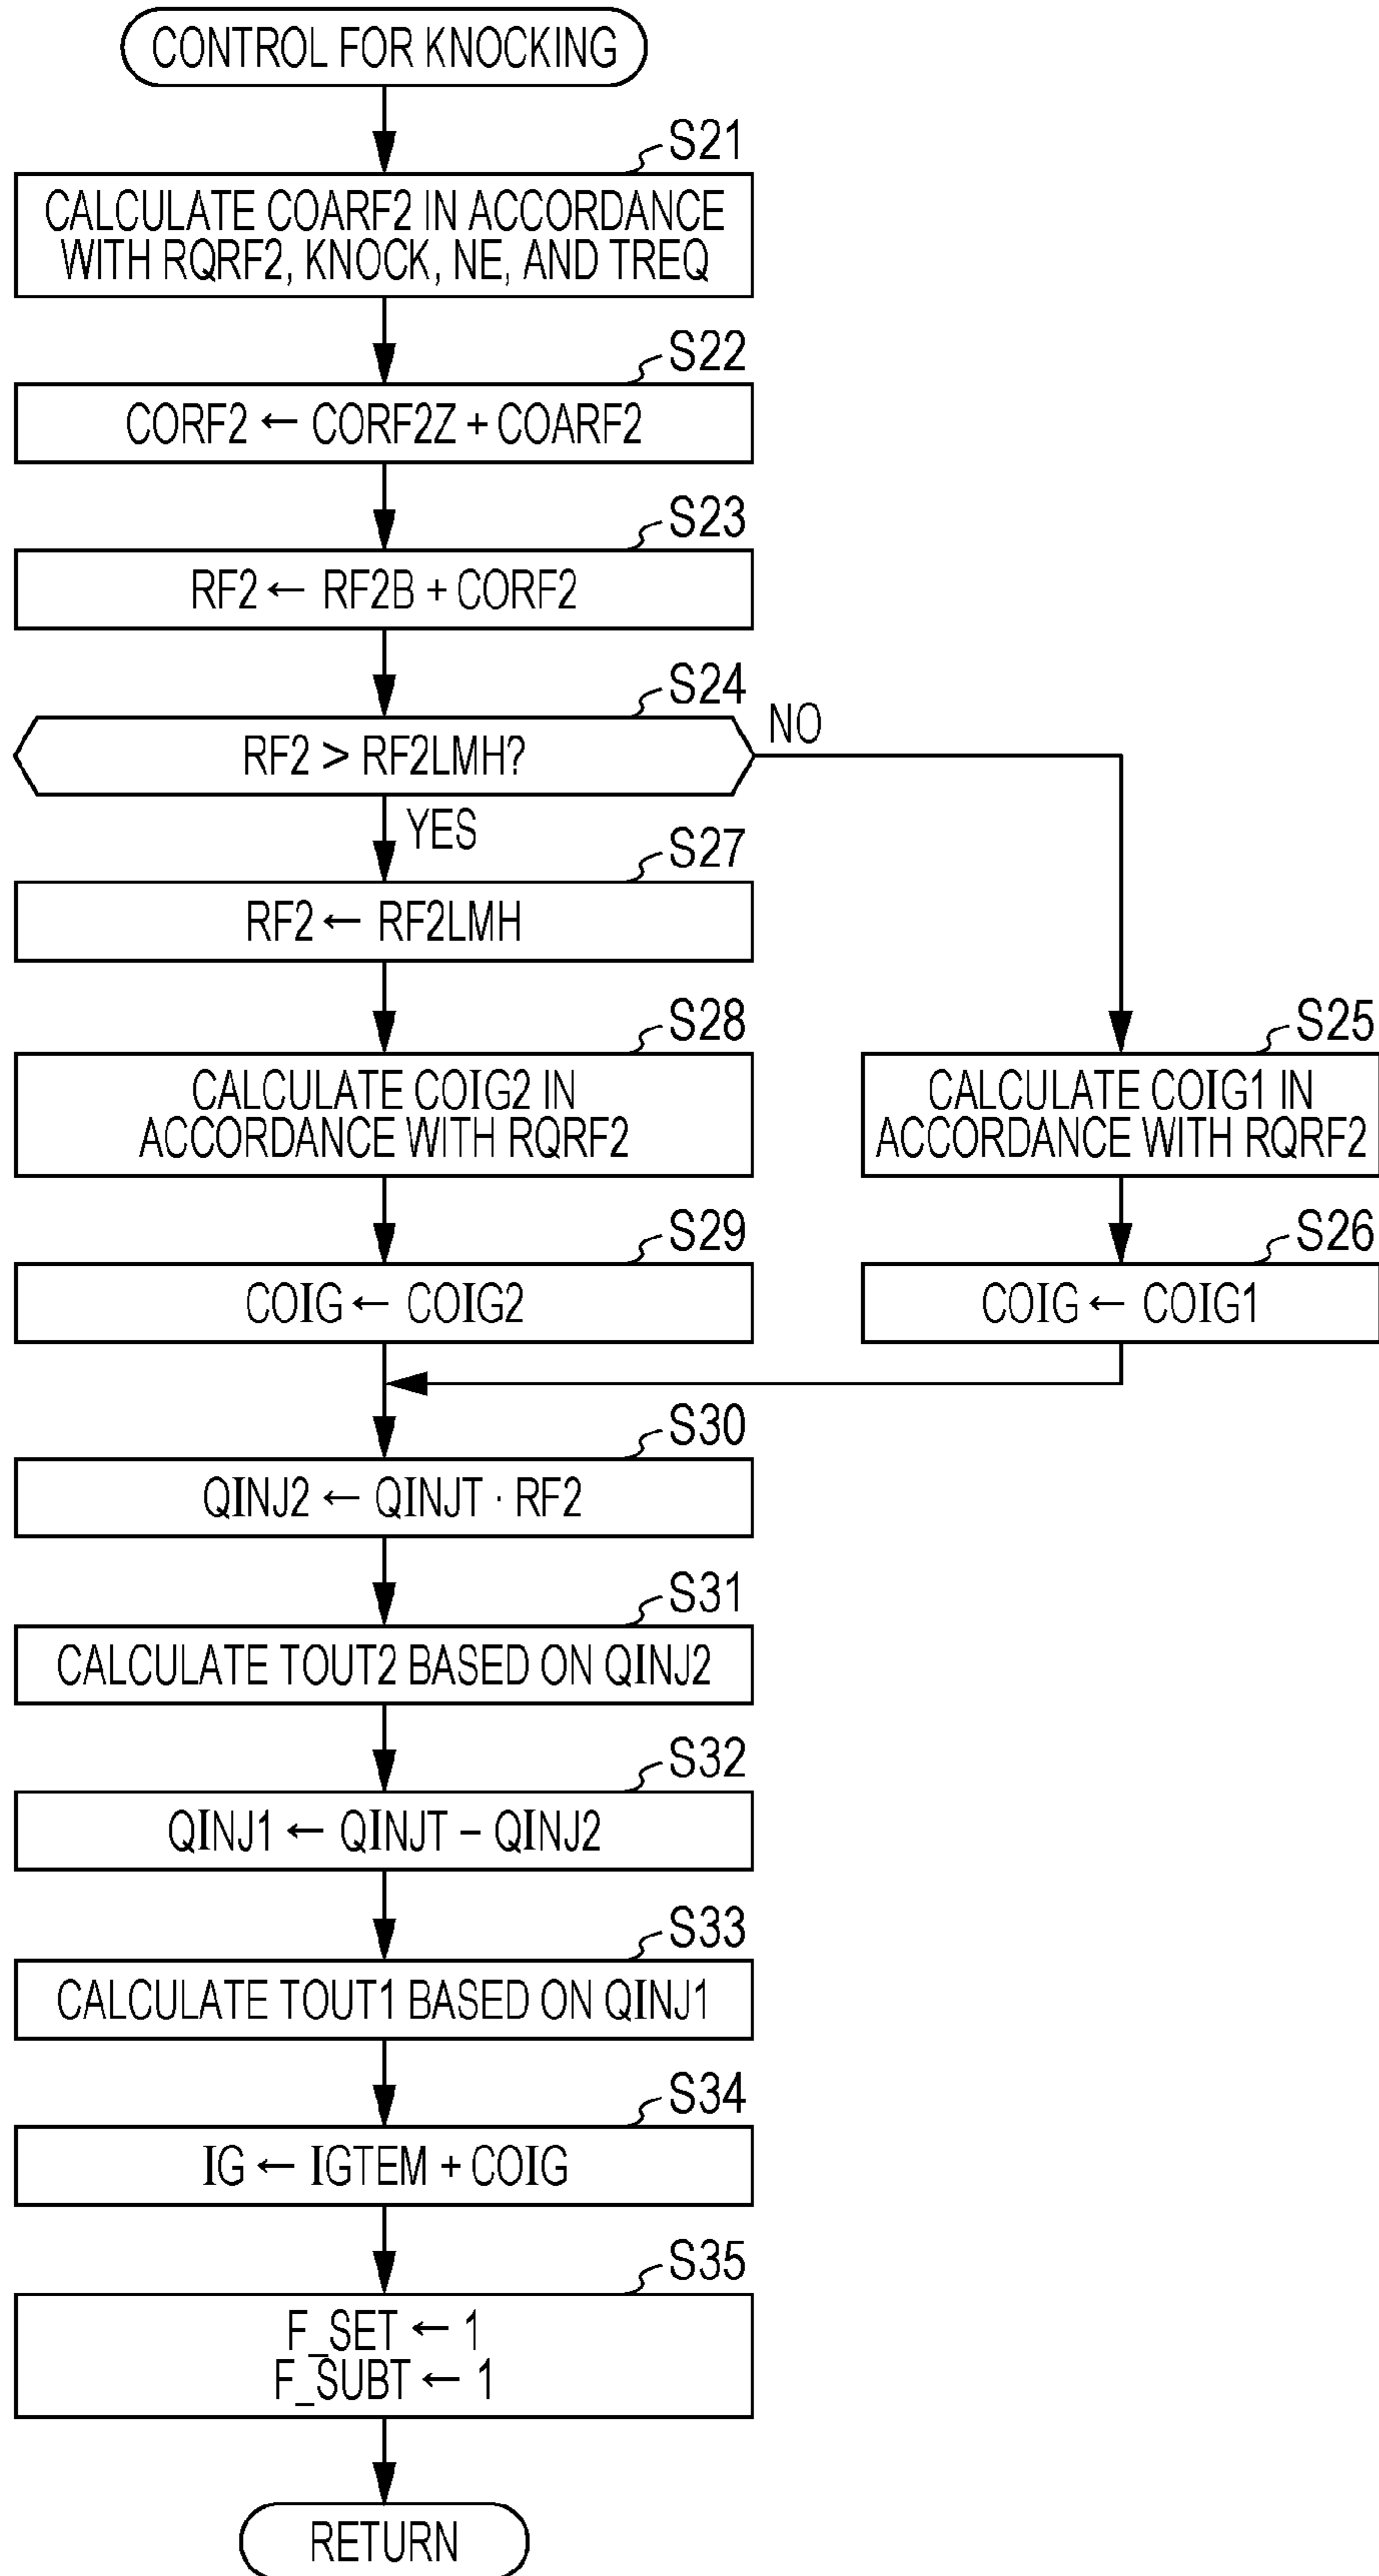 CONTROL FOR KNOCKING
S21
CALCULATE COARF2 IN ACCORDANCE
WITH RQRF2, KNOCK, NE, AND TREQ
S22
CORF2 ← CORF2Z + COARF2
S23
RF2 ← RF2B + CORF2
S24
RF2 > RF2LMH?
NO
YES
S27
RF2 ← RF2LMH
S28
CALCULATE COIG2 IN
ACCORDANCE WITH RQRF2
S25
CALCULATE COIG1 IN
ACCORDANCE WITH RQRF2
S29
COIG ← COIG2
S26
COIG ← COIG1
S30
QINJ2 ← QINJT · RF2
S31
CALCULATE TOUT2 BASED ON QINJ2
S32
QINJ1 ← QINJT – QINJ2
S33
CALCULATE TOUT1 BASED ON QINJ1
S34
IG ← IGTEM + COIG
S35
F_SET ← 1
F_SUBT ← 1
RETURN